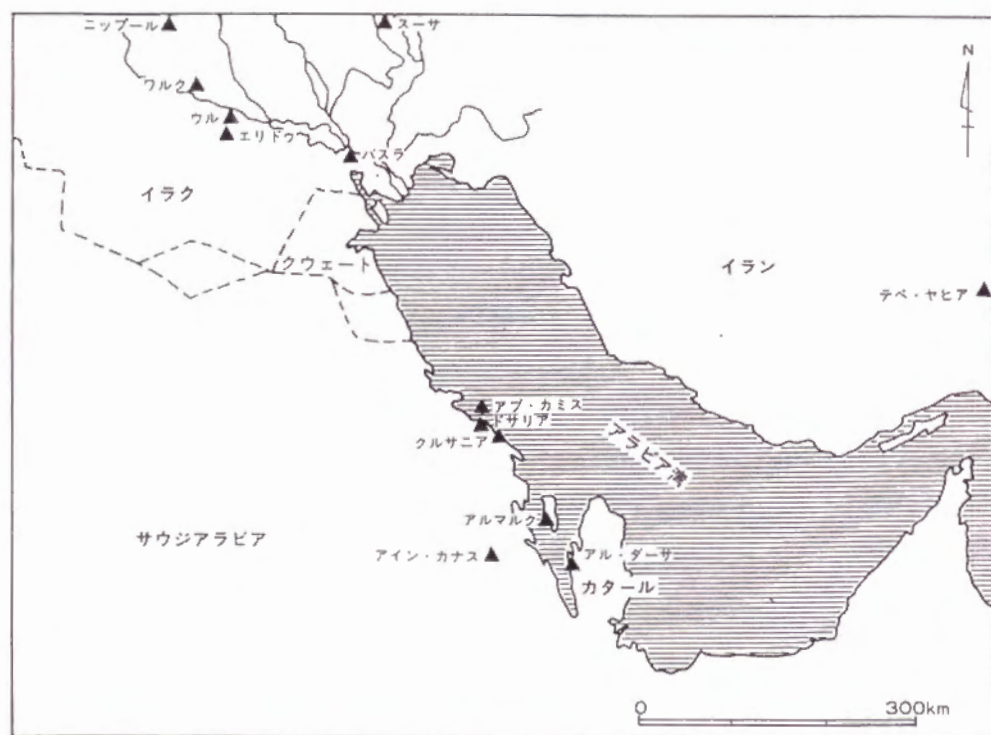 ニップール
スーサ
N
ワルク
ウル
エリドゥ
バスラ
イラク
クウェート
イラン
テペ・ヤヒア
アブ・カミス
ドサリア
クルサニア
アラビア湾
アルマルク
サウジアラビア
アイン・カナス
アル・ダーサ
カタール
0 300km